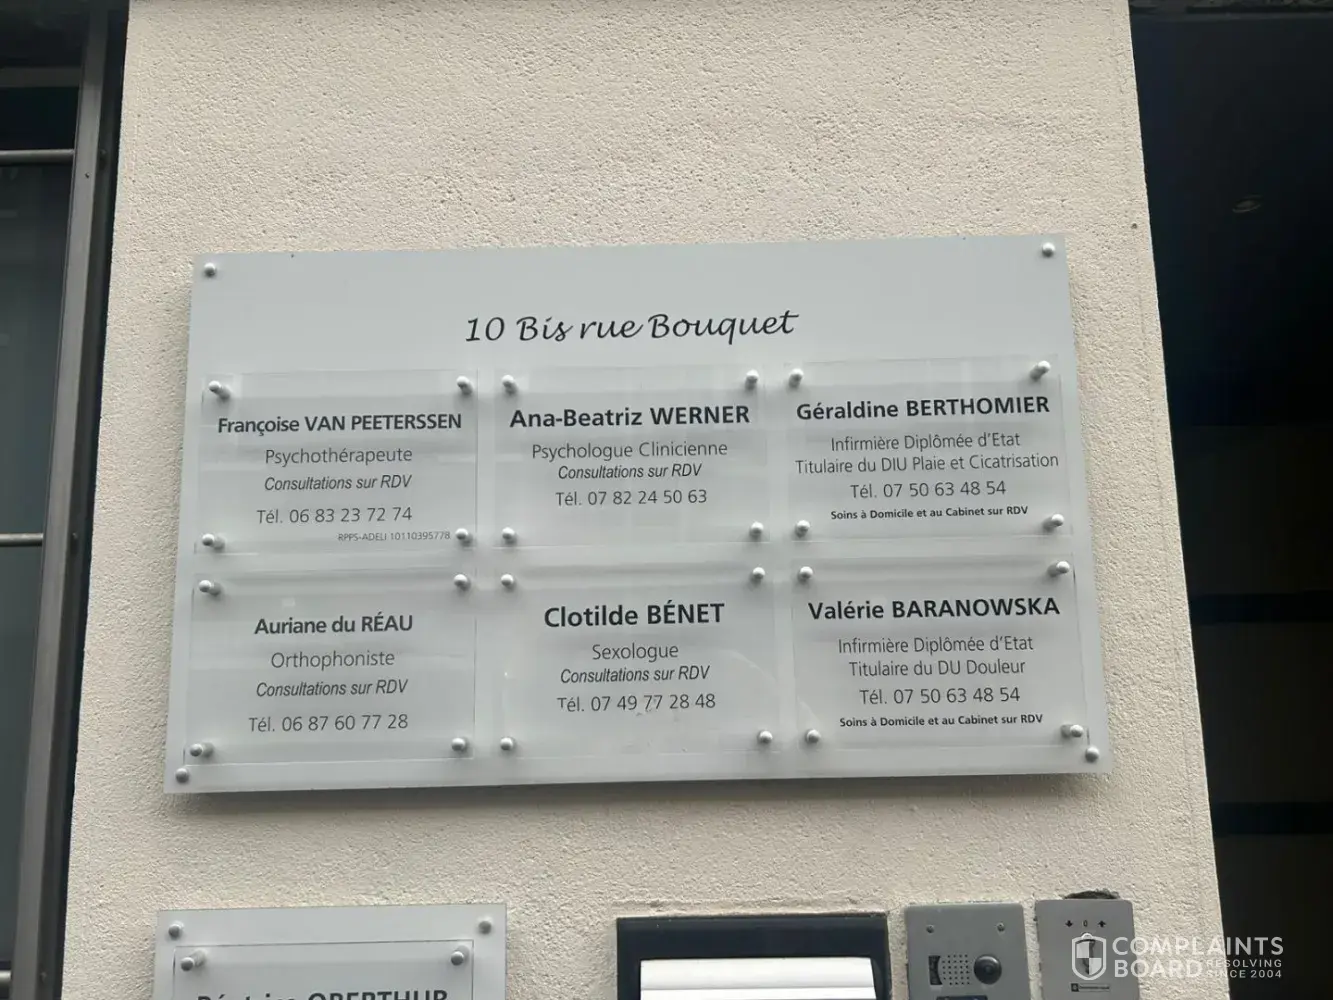 10 Bis rue Bouquet
Françoise VAN PEETERSSEN
Psychothérapeute
Consultations sur RDV
Tél. 06 83 23 72 74
RPPS-ADELI 10110395778
Ana-Beatriz WERNER
Psychologue Clinicienne
Consultations sur RDV
Tél. 07 82 24 50 63
Géraldine BERTHOMIER
Infirmière Diplômée d'Etat
Titulaire du DIU Plaie et Cicatrisation
Tél. 07 50 63 48 54
Soins à Domicile et au Cabinet sur RDV
Auriane du RÉAU
Orthophoniste
Consultations sur RDV
Tél. 06 87 60 77 28
Clotilde BÉNET
Sexologue
Consultations sur RDV
Tél. 07 49 77 28 48
Valérie BARANOWSKA
Infirmière Diplômée d'Etat
Titulaire du DU Douleur
Tél. 07 50 63 48 54
Soins à Domicile et au Cabinet sur RDV
OBERTHUR
0
COMPLAINTS
BOARD RESOLVING
SINCE 2004